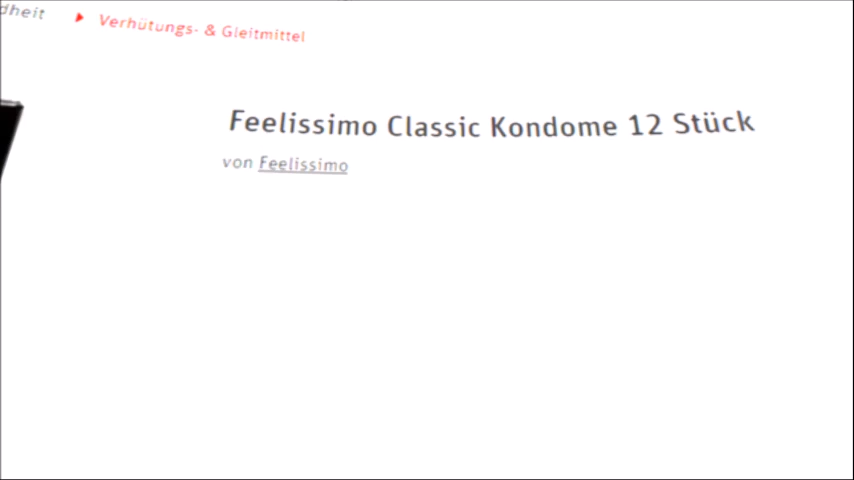 dheit ▶ Verhütungs- & Gleitmittel
Feelissimo Classic Kondome 12 Stück
von Feelissimo